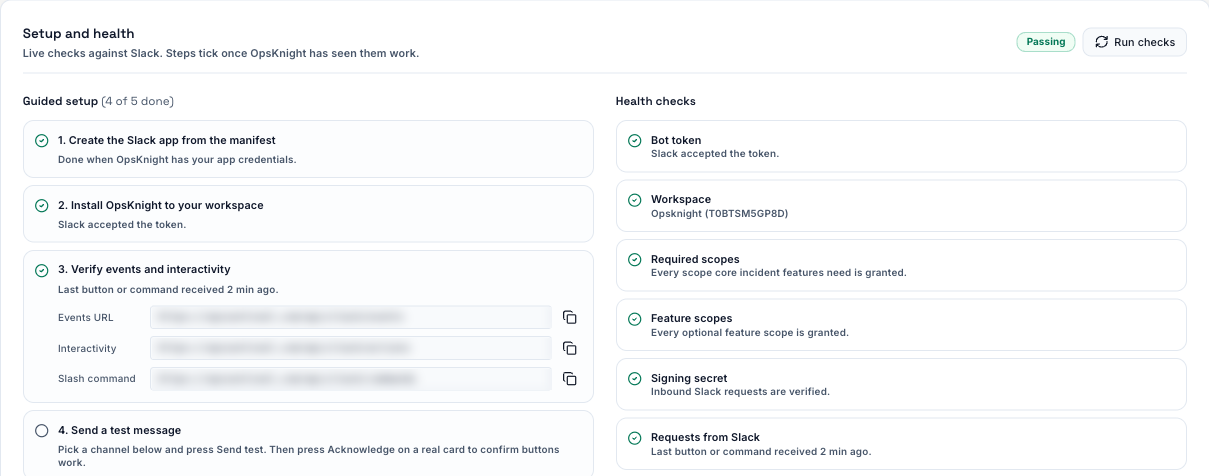 Setup and health
Live checks against Slack. Steps tick once OpsKnight has seen them work.
Passing
Run checks
Guided setup (4 of 5 done)
1. Create the Slack app from the manifest
Done when OpsKnight has your app credentials.
2. Install OpsKnight to your workspace
Slack accepted the token.
3. Verify events and interactivity
Last button or command received 2 min ago.
Events URL
Interactivity
Slash command
4. Send a test message
Pick a channel below and press Send test. Then press Acknowledge on a real card to confirm buttons
work.
Health checks
Bot token
Slack accepted the token.
Workspace
Opsknight (T0BTSM5GP8D)
Required scopes
Every scope core incident features need is granted.
Feature scopes
Every optional feature scope is granted.
Signing secret
Inbound Slack requests are verified.
Requests from Slack
Last button or command received 2 min ago.